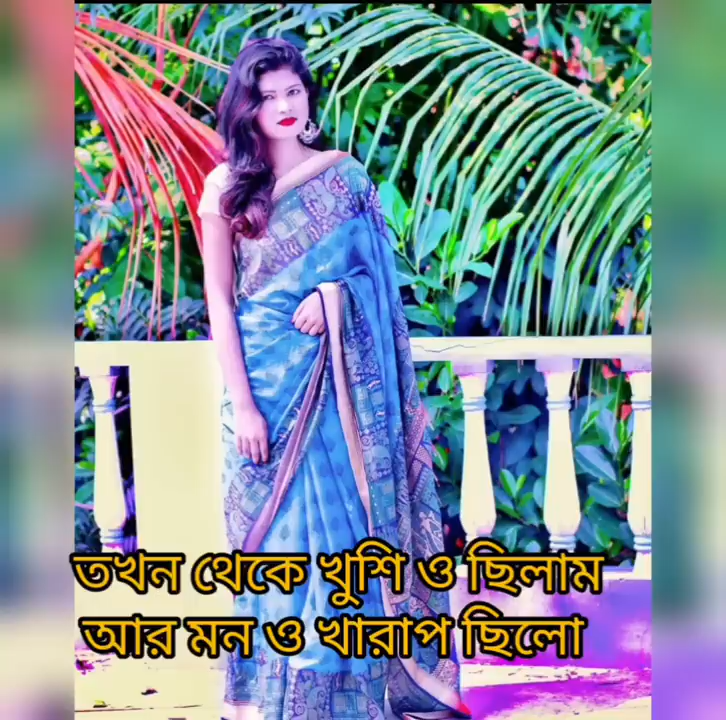 তখন থেকে খুশি ও ছিলাম
আর মন ও খারাপ ছিলো